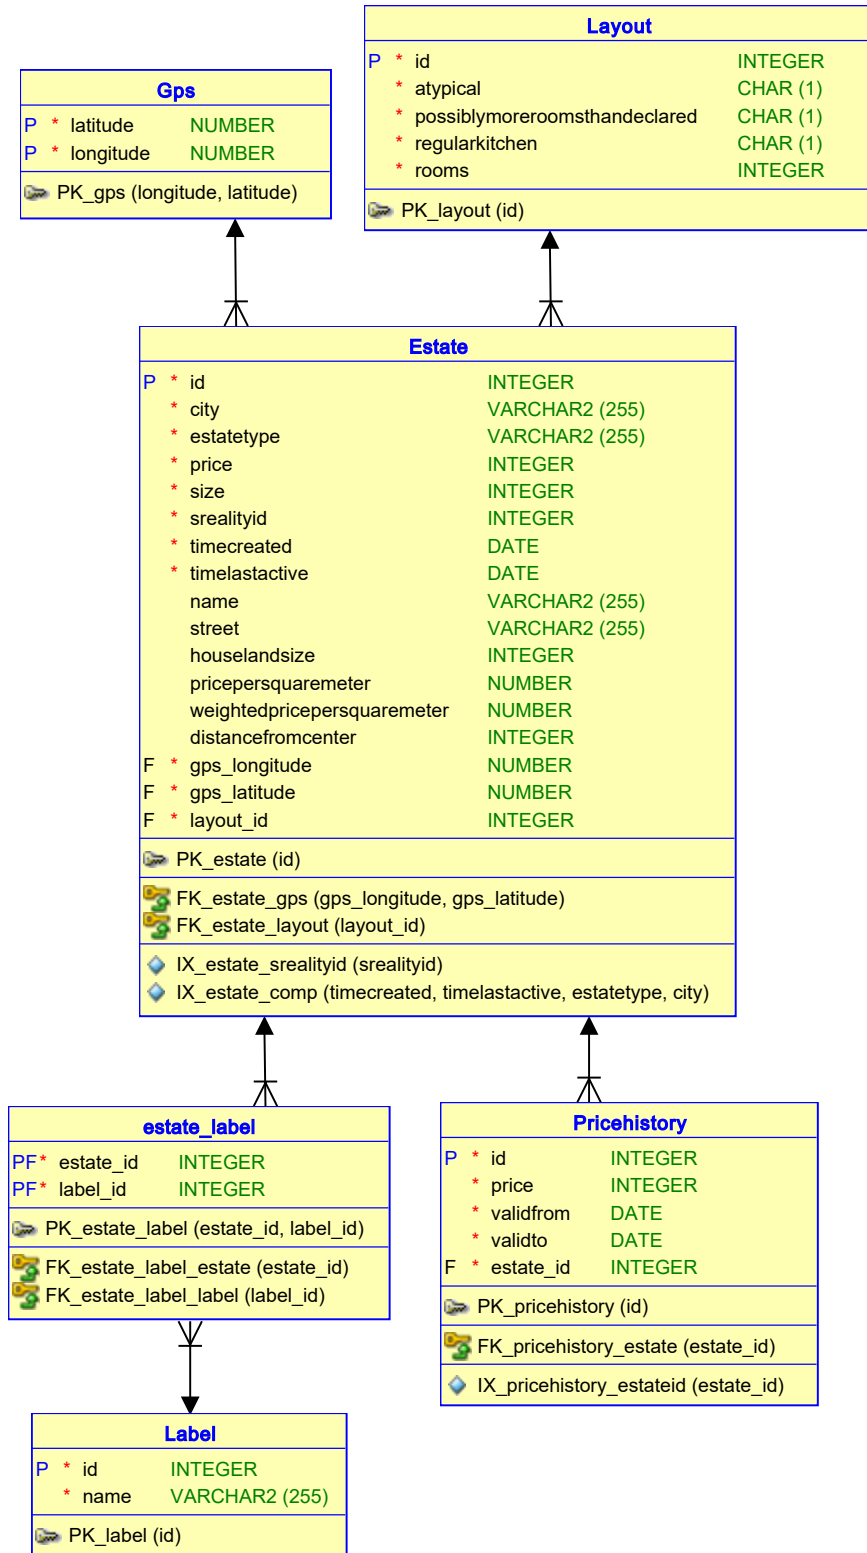 Layout
P * id INTEGER
* atypical CHAR (1)
* possiblymoreroomsthandeclared CHAR (1)
* regularkitchen CHAR (1)
* rooms INTEGER
PK_layout (id)
Gps
P * latitude NUMBER
P * longitude NUMBER
PK_gps (longitude, latitude)
Estate
P * id INTEGER
* city VARCHAR2 (255)
* estatetype VARCHAR2 (255)
* price INTEGER
* size INTEGER
* srealityid INTEGER
* timecreated DATE
* timelastactive DATE
name VARCHAR2 (255)
street VARCHAR2 (255)
houselandsize INTEGER
pricepersquaremeter NUMBER
weightedpricepersquaremeter NUMBER
distancefromcenter INTEGER
F * gps_longitude NUMBER
F * gps_latitude NUMBER
F * layout_id INTEGER
PK_estate (id)
FK_estate_gps (gps_longitude, gps_latitude)
FK_estate_layout (layout_id)
IX_estate_srealityid (srealityid)
IX_estate_comp (timecreated, timelastactive, estatetype, city)
estate_label
PF * estate_id INTEGER
PF * label_id INTEGER
PK_estate_label (estate_id, label_id)
FK_estate_label_estate (estate_id)
FK_estate_label_label (label_id)
Pricehistory
P * id INTEGER
* price INTEGER
* validfrom DATE
* validto DATE
F * estate_id INTEGER
PK_pricehistory (id)
FK_pricehistory_estate (estate_id)
IX_pricehistory_estateid (estate_id)
Label
P * id INTEGER
* name VARCHAR2 (255)
PK_label (id)